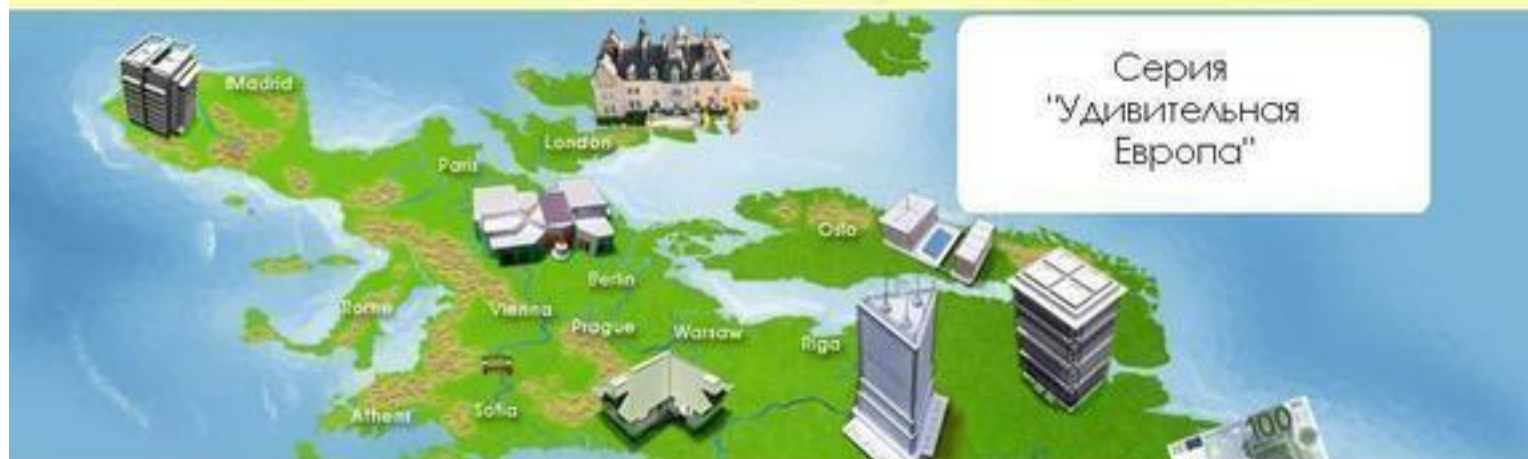 Серия
"Удивительная
Европа"
Madrid
London
Paris
Oslo
Berlin
Rome
Vienna
Prague
Warsaw
Riga
Athens
Sofia
100